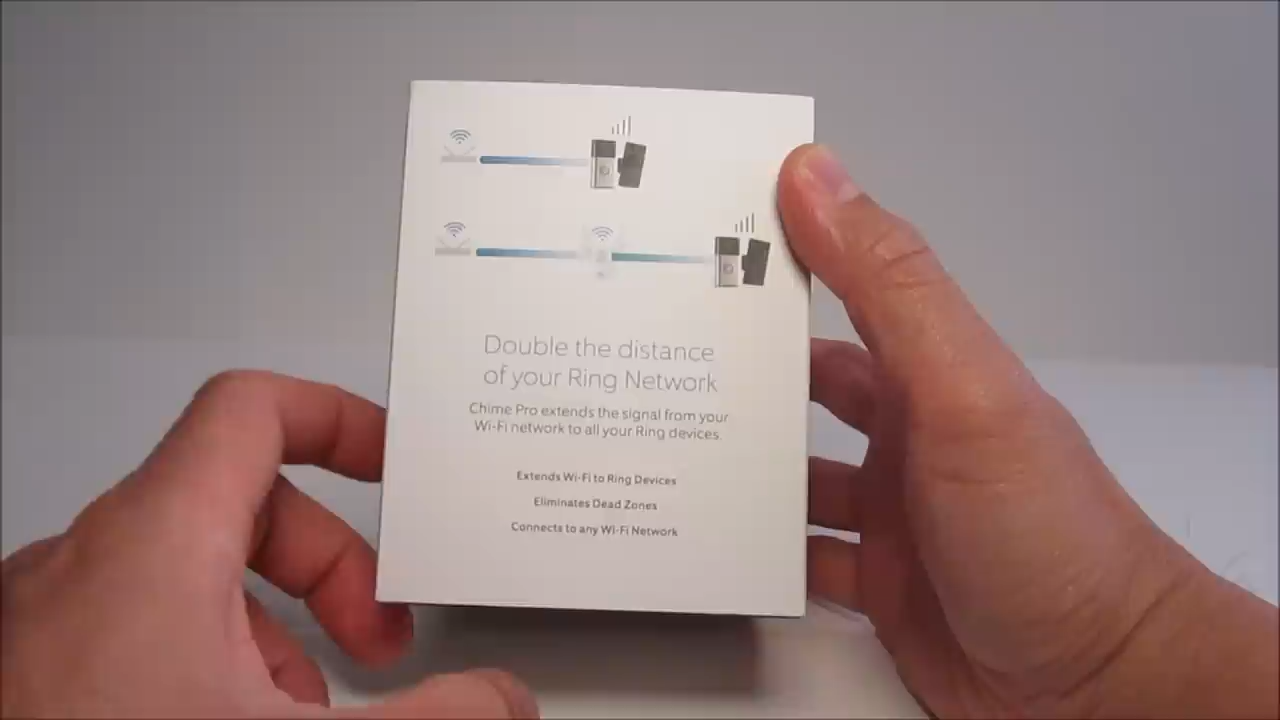 Double the distance
of your Ring Network
Chime Pro extends the signal from your
Wi-Fi network to all your Ring devices.
Extends Wi-Fi to Ring Devices
Eliminates Dead Zones
Connects to any Wi-Fi Network